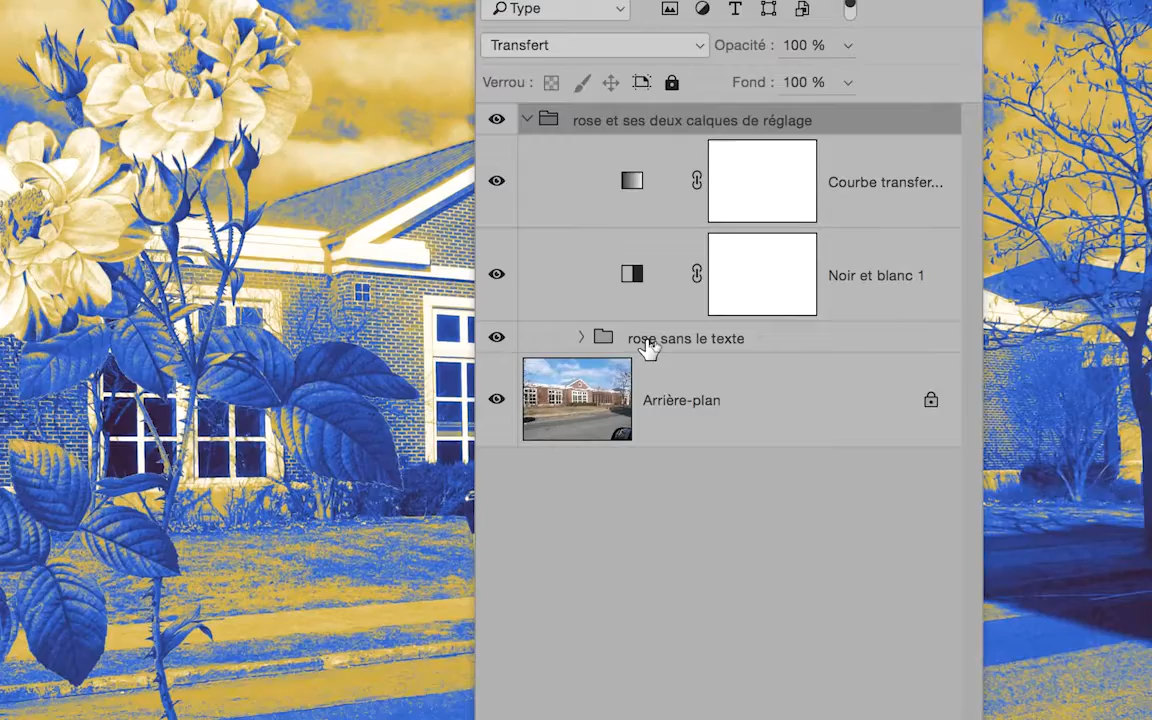 Type
Transfert
Opacité : 100 %
Verrou :
Fond : 100 %
rose et ses deux calques de réglage
Courbe transfer...
Noir et blanc 1
rose sans le texte
Arrière-plan